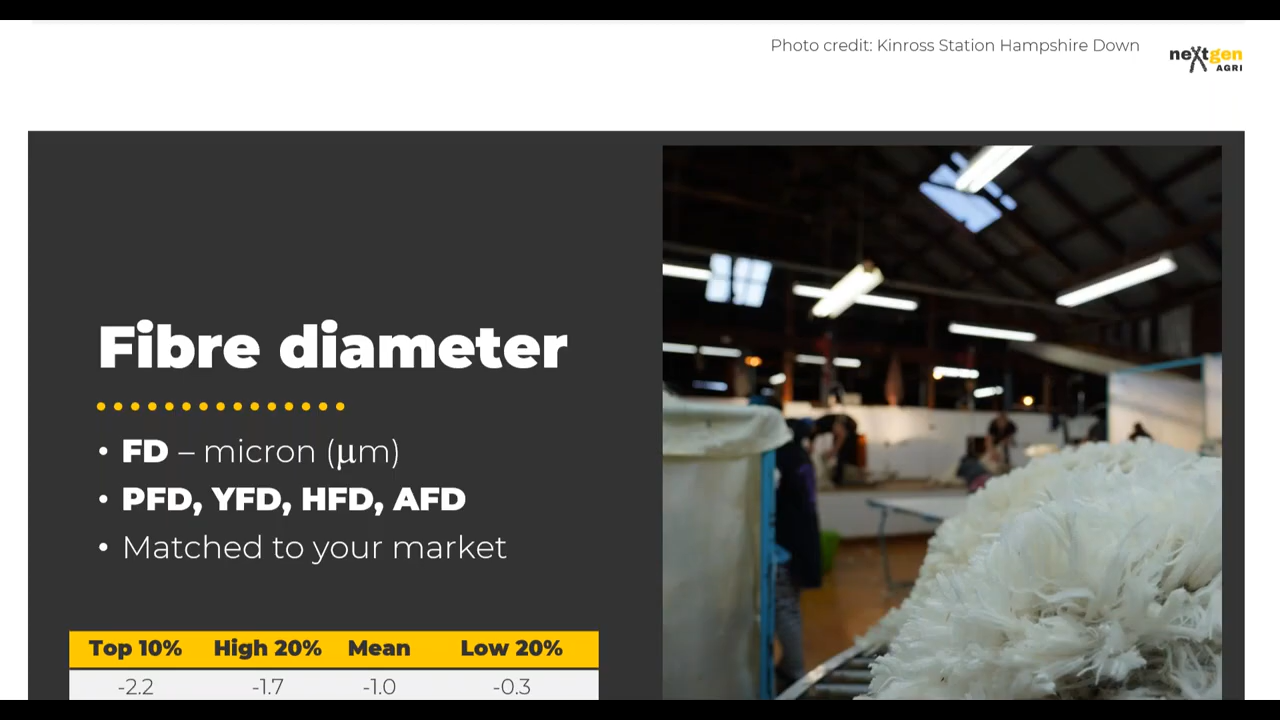 Photo credit: Kinross Station Hampshire Down
nextgen
AGRI
Fibre diameter
• FD – micron (μm)
• PFD, YFD, HFD, AFD
• Matched to your market
Top 10% High 20% Mean Low 20%
-2.2 -1.7 -1.0 -0.3